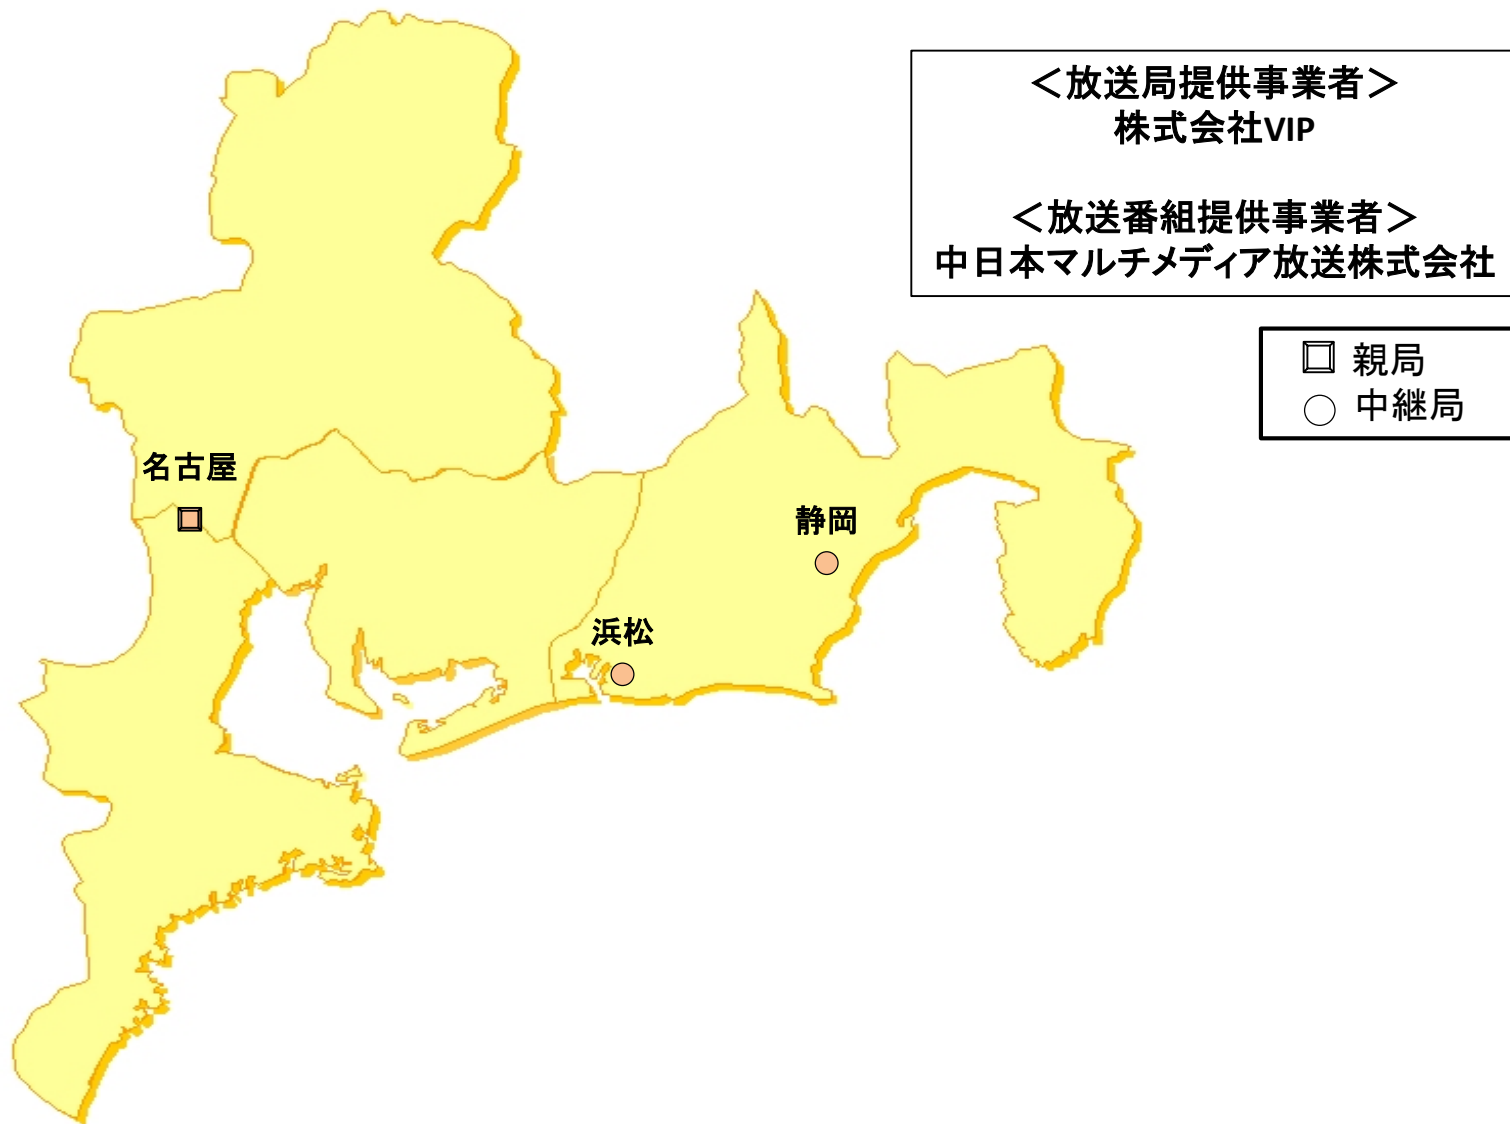 ＜放送局提供事業者＞
株式会社VIP
＜放送番組提供事業者＞
中日本マルチメディア放送株式会社
親局
中継局
名古屋
静岡
浜松